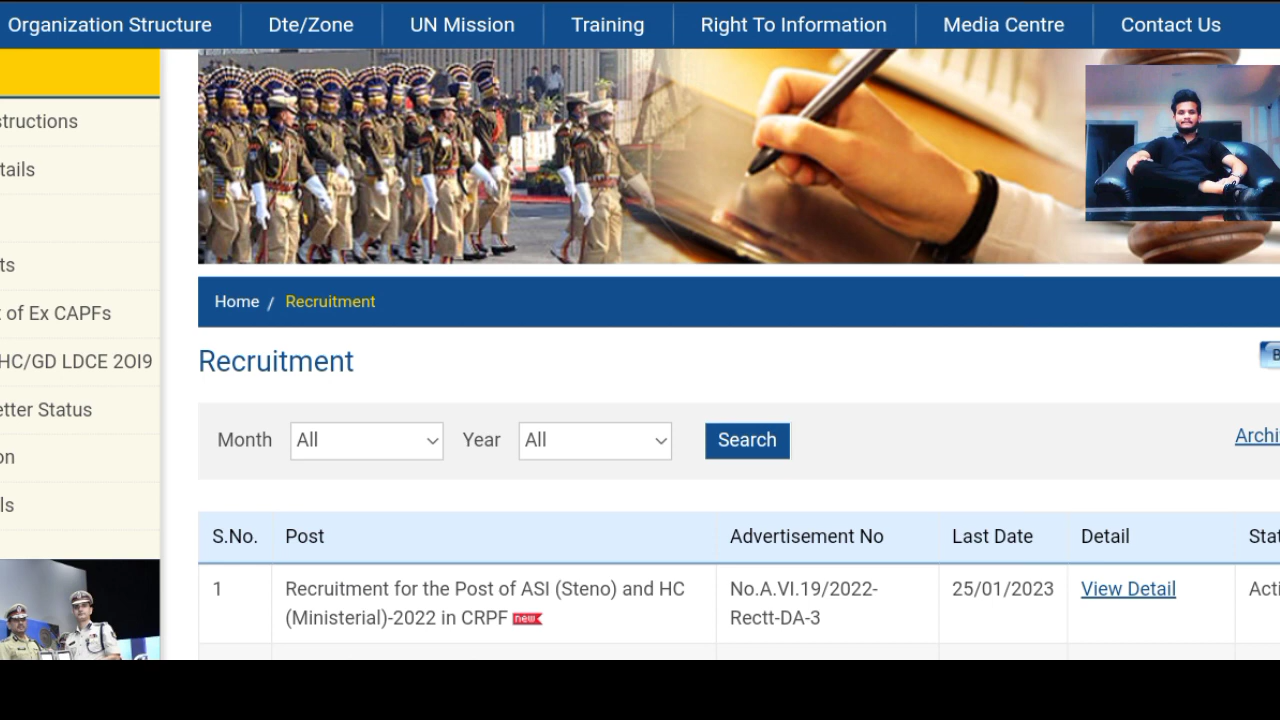 Organization Structure
Dte/Zone
UN Mission
Training
Right To Information
Media Centre
Contact Us
structions
tails
ts
of Ex CAPFs
HC/GD LDCE 2OI9
etter Status
on
ls
Home / Recruitment
Recruitment
Month All Year All Search
Archi
S.No. Post Advertisement No Last Date Detail Stat
1 Recruitment for the Post of ASI (Steno) and HC No.A.VI.19/2022- 25/01/2023 View Detail Acti
(Ministerial)-2022 in CRPF new Rectt-DA-3